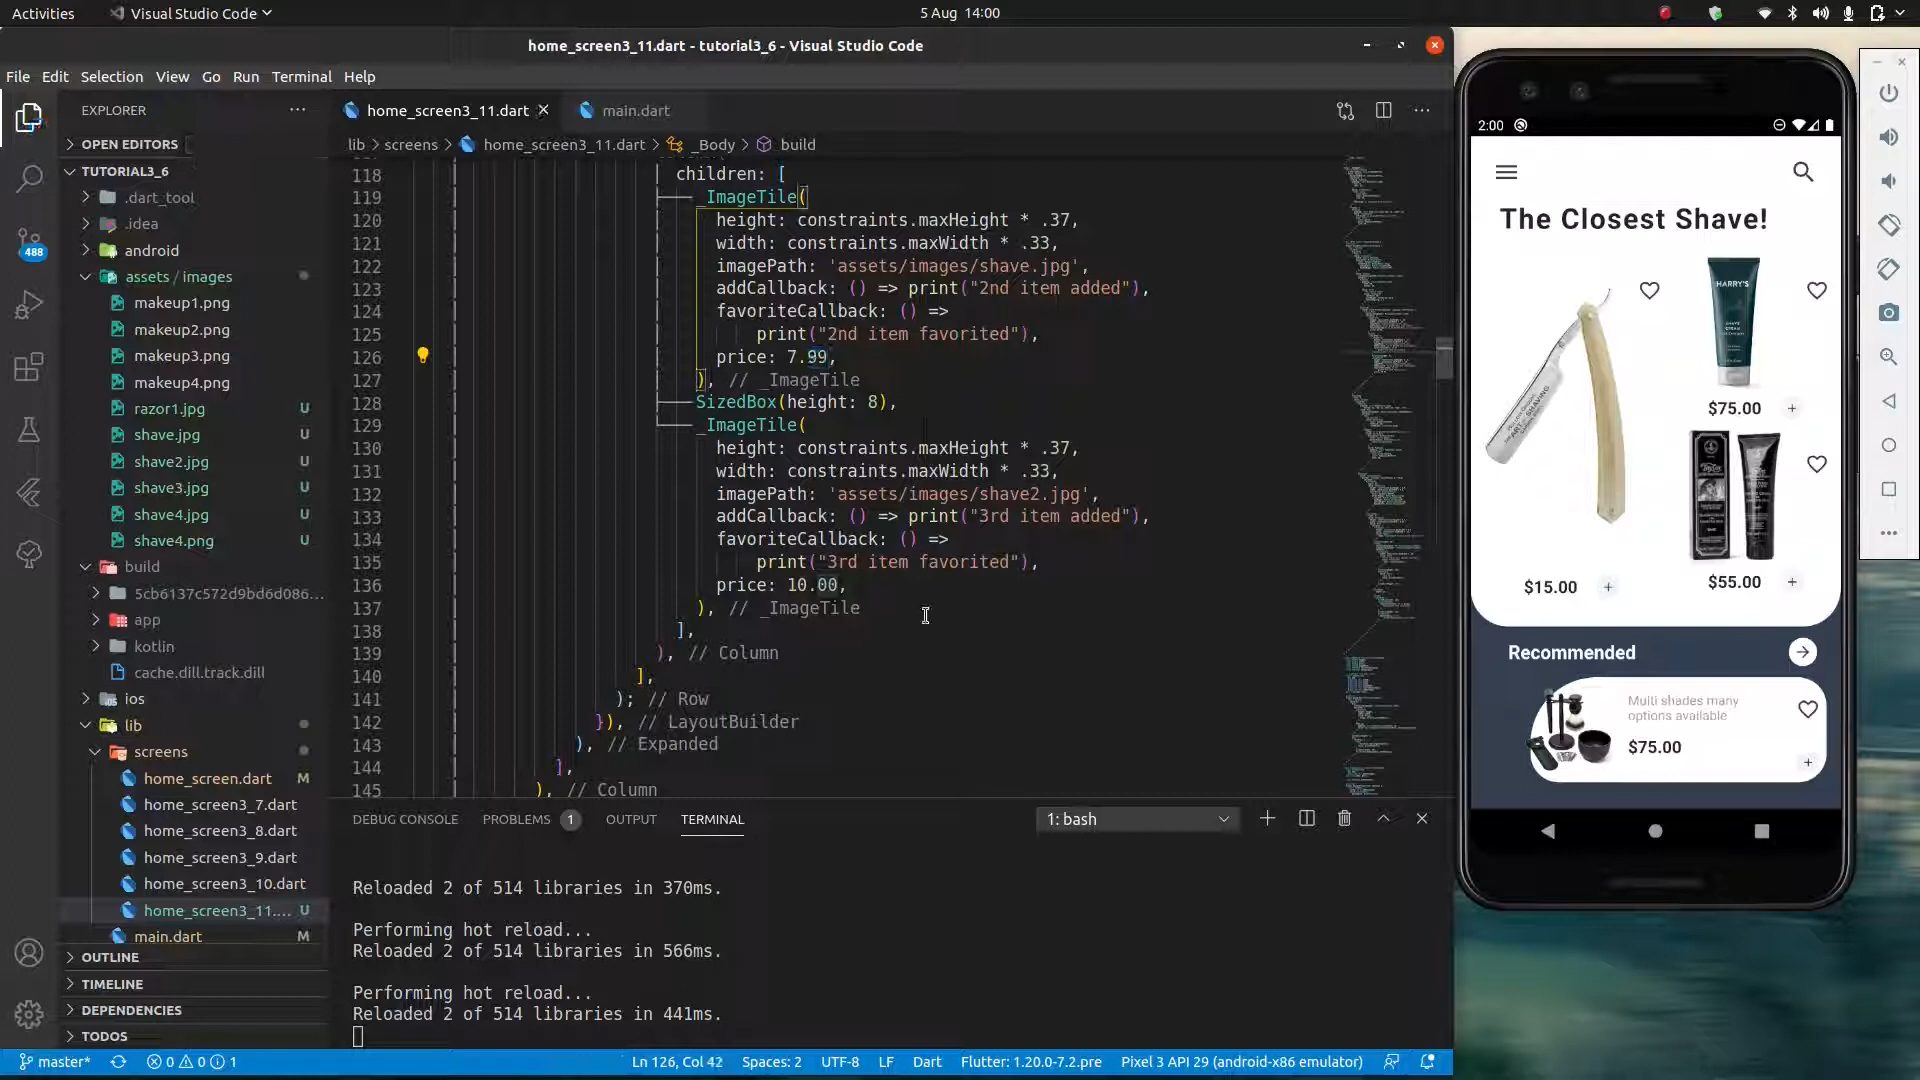 Activities
Visual Studio Code
5 Aug 14:00
home_screen3_11.dart - tutorial3_6 - Visual Studio Code
File Edit Selection View Go Run Terminal Help
EXPLORER
OPEN EDITORS
TUTORIAL3_6
.dart_tool
.idea
android
assets / images
makeup1.png
makeup2.png
makeup3.png
makeup4.png
razor1.jpg U
shave.jpg U
shave2.jpg U
shave3.jpg U
shave4.jpg U
shave4.png U
build
5cb6137c572d9bd6d086...
app
kotlin
cache.dill.track.dill
ios
lib
screens
home_screen.dart M
home_screen3_7.dart
home_screen3_8.dart
home_screen3_9.dart
home_screen3_10.dart
home_screen3_11.... U
main.dart M
OUTLINE
TIMELINE
DEPENDENCIES
TODOS
488
home_screen3_11.dart
main.dart
lib > screens > home_screen3_11.dart > _Body > build
118 children: [
119 _ImageTile(
120 height: constraints.maxHeight * .37,
121 width: constraints.maxWidth * .33,
122 imagePath: 'assets/images/shave.jpg',
123 addCallback: () => print("2nd item added"),
124 favoriteCallback: () =>
125 print("2nd item favorited"),
126 price: 7.99,
127 ), // _ImageTile
128 SizedBox(height: 8),
129 _ImageTile(
130 height: constraints.maxHeight * .37,
131 width: constraints.maxWidth * .33,
132 imagePath: 'assets/images/shave2.jpg',
133 addCallback: () => print("3rd item added"),
134 favoriteCallback: () =>
135 print("3rd item favorited"),
136 price: 10.00,
137 ), // _ImageTile
138 ],
139 ), // Column
140 ],
141 ); // Row
142 }), // LayoutBuilder
143 ), // Expanded
144 ],
145 ), // Column
DEBUG CONSOLE PROBLEMS 1 OUTPUT TERMINAL
1: bash
Reloaded 2 of 514 libraries in 370ms.
Performing hot reload...
Reloaded 2 of 514 libraries in 566ms.
Performing hot reload...
Reloaded 2 of 514 libraries in 441ms.
master* 0 0 1 Ln 126, Col 42 Spaces: 2 UTF-8 LF Dart Flutter: 1.20.0-7.2.pre Pixel 3 API 29 (android-x86 emulator)
2:00
The Closest Shave!
HARRY'S
SHAVE
CREAM
$75.00 +
$15.00 +
$55.00 +
Recommended
Multi shades many
options available
$75.00
+